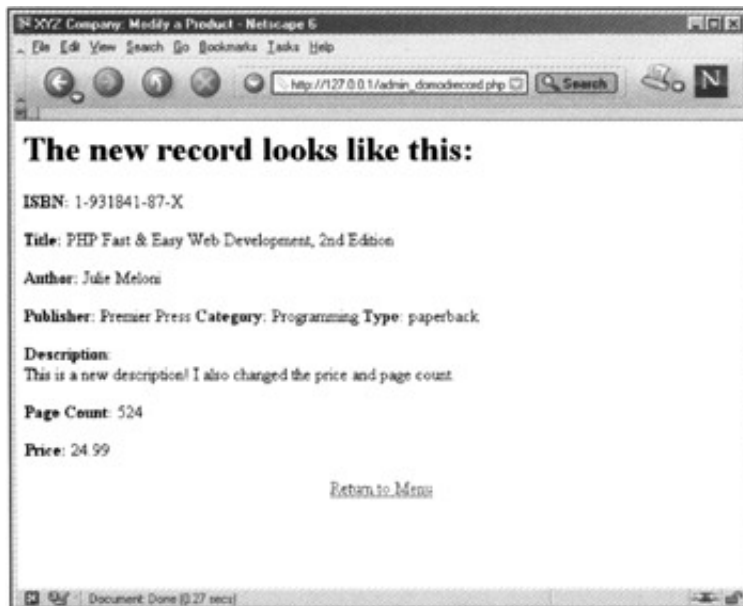 XYZ Company: Modify a Product - Netscape 6
File Edit View Search Go Bookmarks Tasks Help
http://127.0.0.1/admin_domodrecord.php Search N
The new record looks like this:
ISBN: 1-931841-87-X
Title: PHP Fast & Easy Web Development, 2nd Edition
Author: Julie Meloni
Publisher: Premier Press Category: Programming Type: paperback
Description:
This is a new description! I also changed the price and page count.
Page Count: 524
Price: 24.99
Return to Menu
Document: Done (0.27 secs)